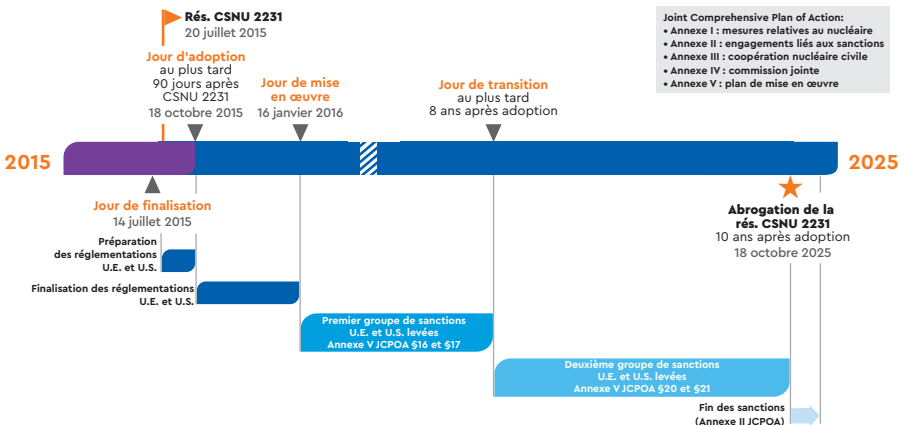 Rés. CSNU 2231
20 juillet 2015
Joint Comprehensive Plan of Action:
• Annexe I : mesures relatives au nucléaire
• Annexe II : engagements liés aux sanctions
• Annexe III : coopération nucléaire civile
• Annexe IV : commission jointe
• Annexe V : plan de mise en œuvre
Jour d'adoption
au plus tard
90 jours après
CSNU 2231
18 octobre 2015
Jour de mise
en œuvre
16 janvier 2016
Jour de transition
au plus tard
8 ans après adoption
2015
2025
Jour de finalisation
14 juillet 2015
Abrogation de la
rés. CSNU 2231
10 ans après adoption
18 octobre 2025
Préparation
des réglementations
U.E. et U.S.
Finalisation des réglementations
U.E. et U.S.
Premier groupe de sanctions
U.E. et U.S. levées
Annexe V JCPOA §16 et §17
Deuxième groupe de sanctions
U.E. et U.S. levées
Annexe V JCPOA §20 et §21
Fin des sanctions
(Annexe II JCPOA)